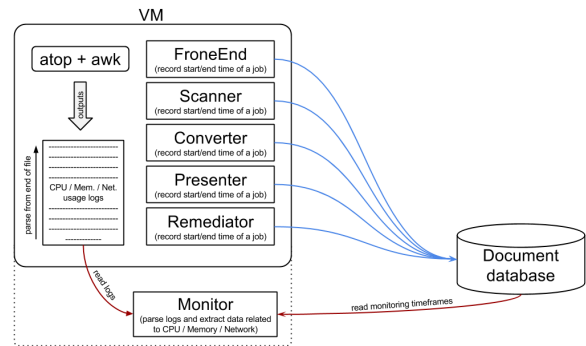 VM
atop + awk
outputs
parse from end of file
CPU / Mem. / Net.
usage logs
FroneEnd
(record start/end time of a job)
Scanner
(record start/end time of a job)
Converter
(record start/end time of a job)
Presenter
(record start/end time of a job)
Remediator
(record start/end time of a job)
Document
database
read logs
Monitor
(parse logs and extract data related
to CPU / Memory / Network)
read monitoring timeframes